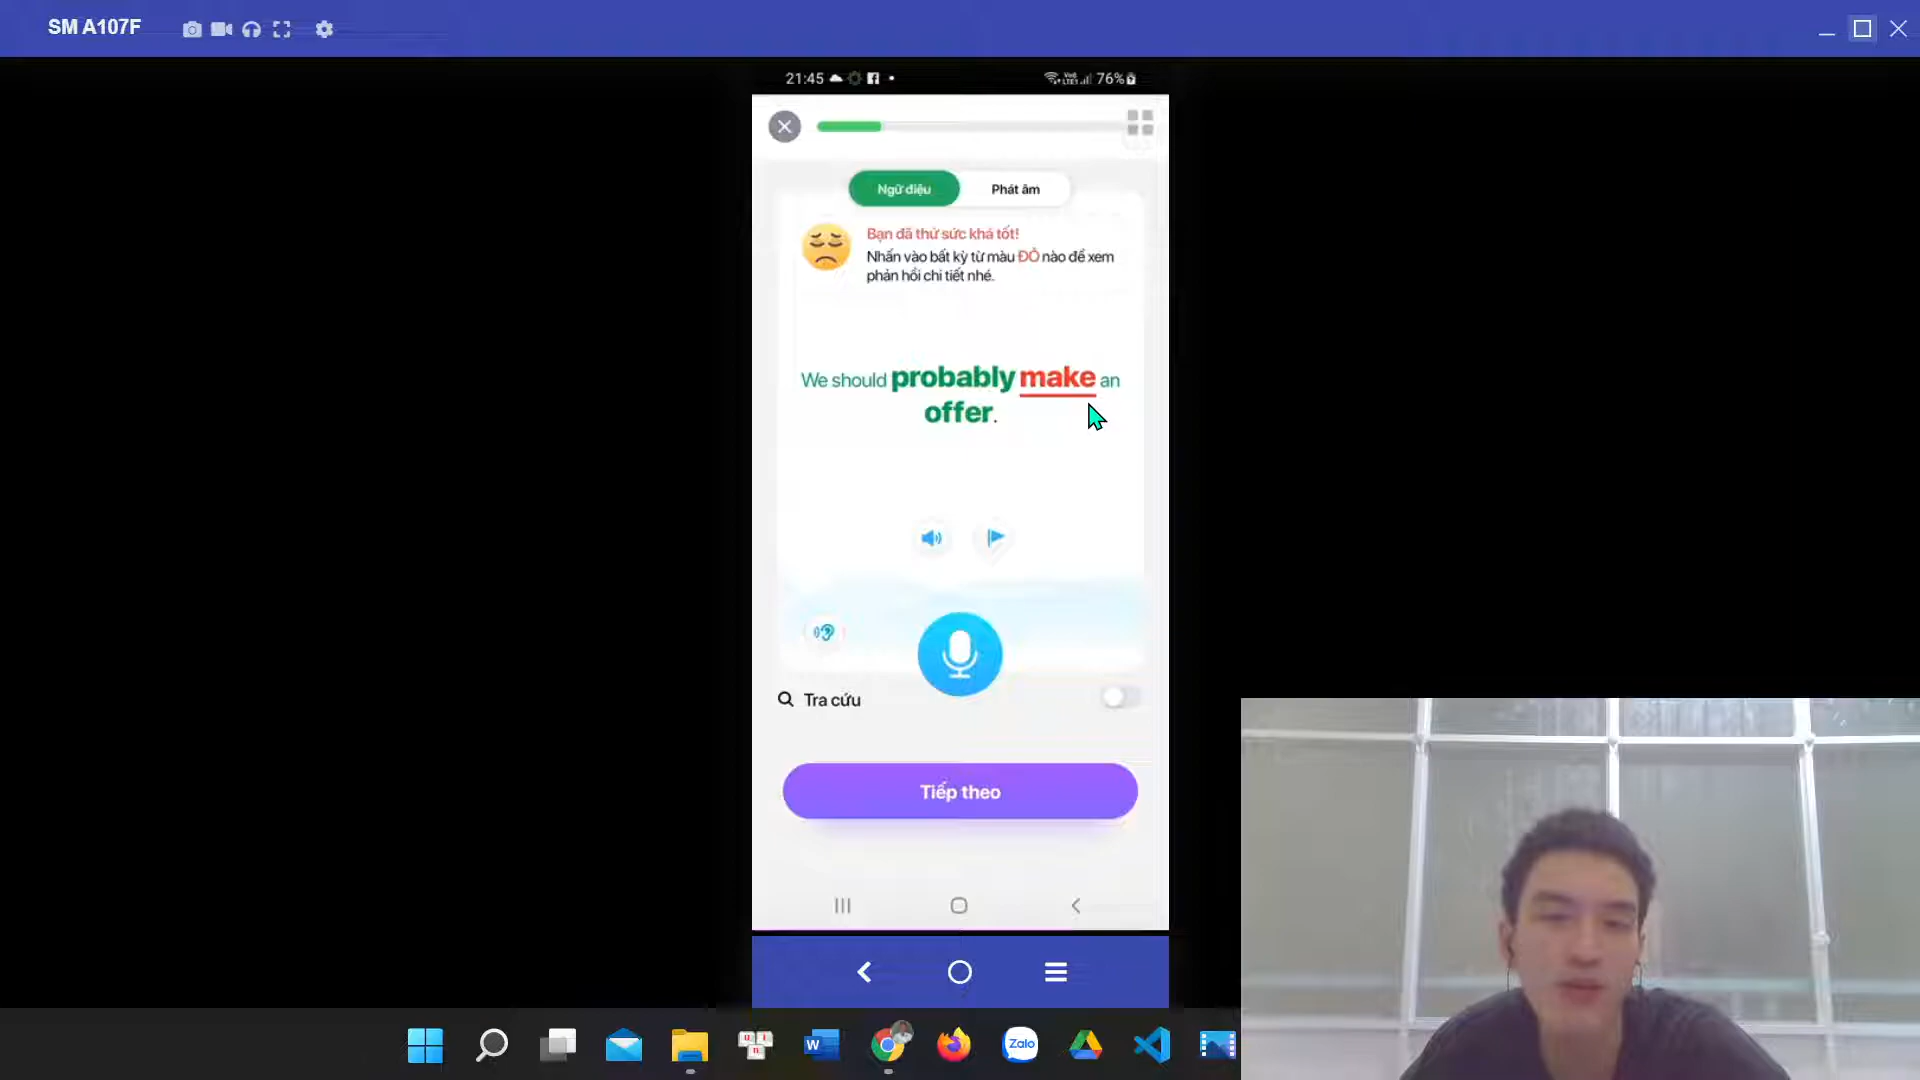 SM A107F
21:45
76%
Ngữ điệu
Phát âm
Bạn đã thử sức khá tốt!
Nhấn vào bất kỳ từ màu ĐỎ nào để xem
phản hồi chi tiết nhé.
We should probably make an
offer.
Tra cứu
Tiếp theo
W
Zalo